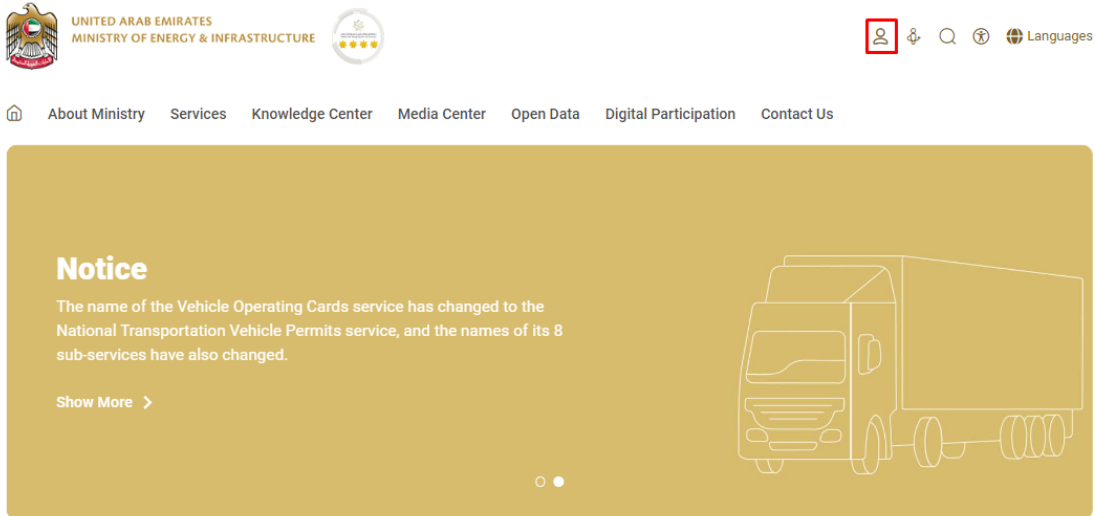 UNITED ARAB EMIRATES
MINISTRY OF ENERGY & INFRASTRUCTURE
Languages
About Ministry Services Knowledge Center Media Center Open Data Digital Participation Contact Us
Notice
The name of the Vehicle Operating Cards service has changed to the
National Transportation Vehicle Permits service, and the names of its 8
sub-services have also changed.
Show More